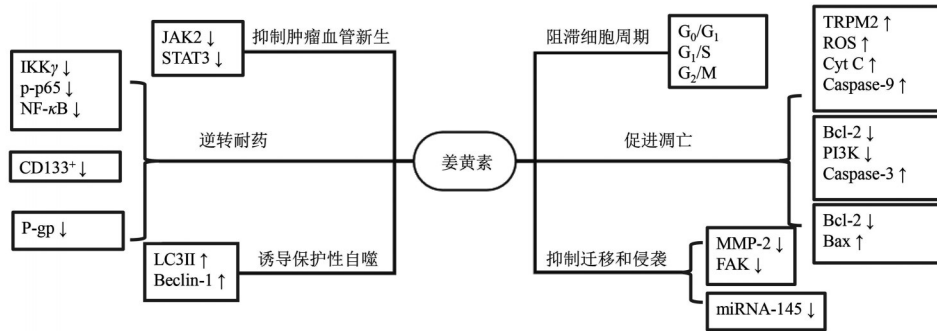 JAK2 ↓
STAT3 ↓
抑制肿瘤血管新生
IKKγ ↓
p-p65 ↓
NF-κB ↓
逆转耐药
CD133⁺ ↓
P-gp ↓
LC3II ↑
Beclin-1 ↑
诱导保护性自噬
姜黄素
阻滞细胞周期
G₀/G₁
G₁/S
G₂/M
促进凋亡
TRPM2 ↑
ROS ↑
Cyt C ↑
Caspase-9 ↑
Bcl-2 ↓
PI3K ↓
Caspase-3 ↑
Bcl-2 ↓
Bax ↑
抑制迁移和侵袭
MMP-2 ↓
FAK ↓
miRNA-145 ↓